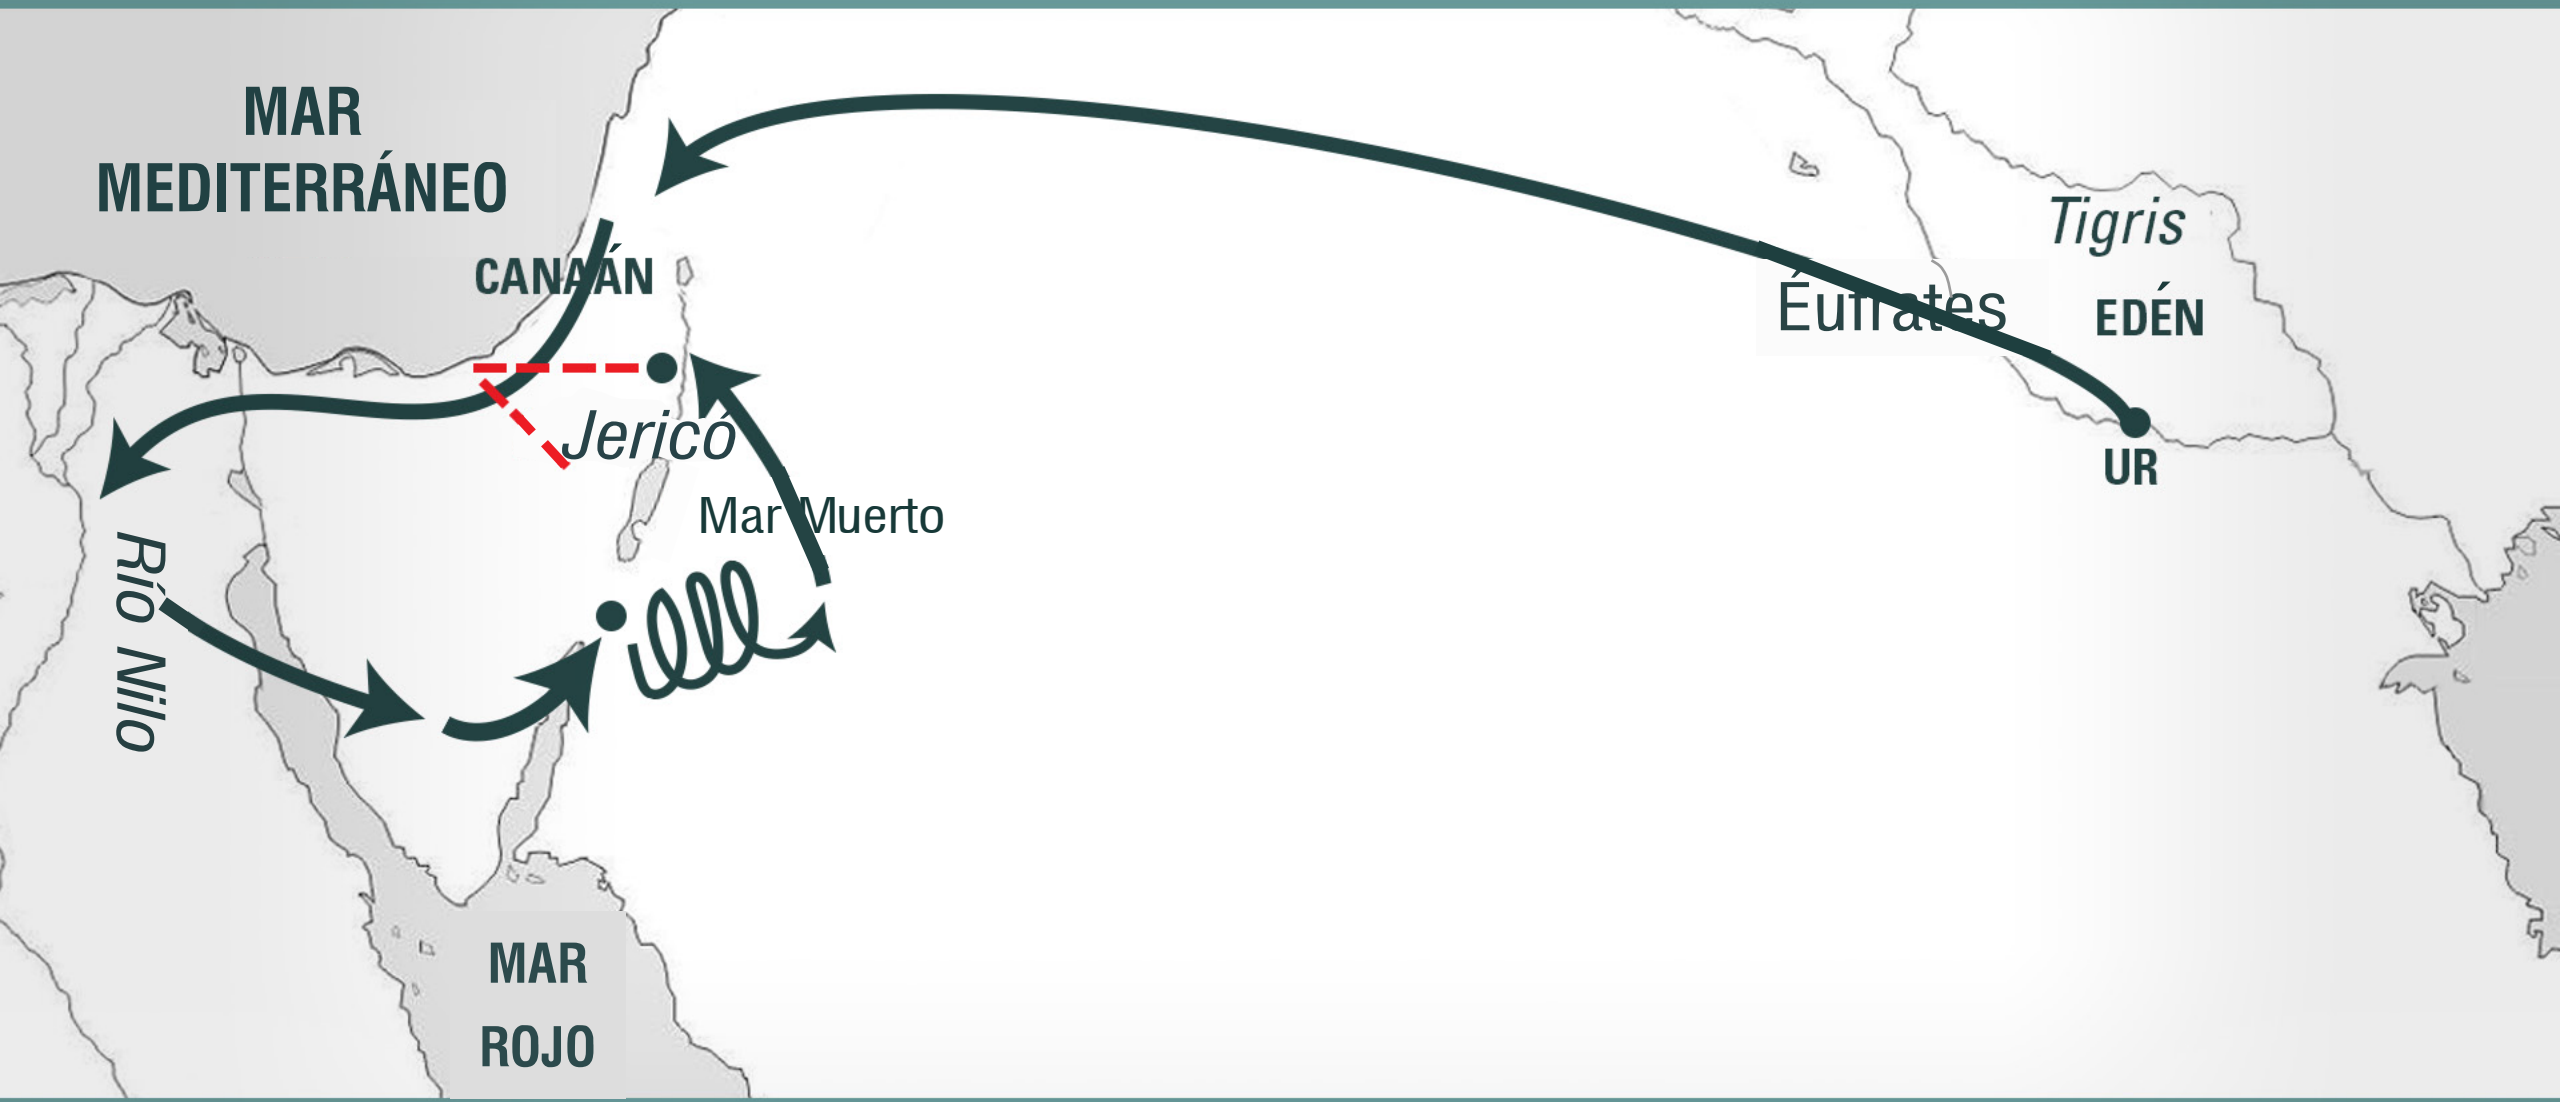 MAR
MEDITERRÁNEO
CANAÁN
Tigris
Éufrates
EDÉN
Jericó
UR
Mar Muerto
Río Nilo
MAR
ROJO